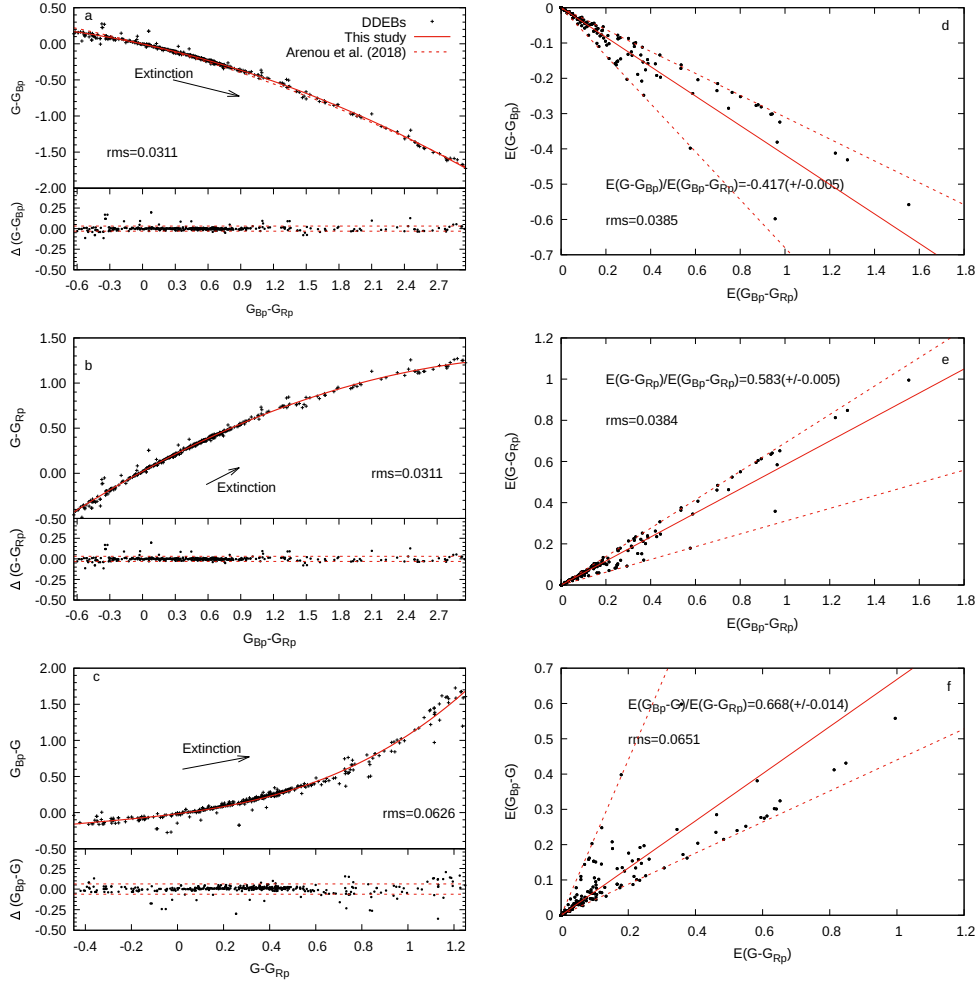 a
DDEBs
This study
Arenou et al. (2018)
0.50
0.00
-0.50
-1.00
-1.50
-2.00
G-G_Bp
Extinction
rms=0.0311
0.25
0.00
-0.25
-0.50
Δ (G-G_Bp)
-0.6 -0.3 0 0.3 0.6 0.9 1.2 1.5 1.8 2.1 2.4 2.7
G_Bp-G_Rp
d
0
-0.1
-0.2
-0.3
-0.4
-0.5
-0.6
-0.7
E(G-G_Bp)
E(G-G_Bp)/E(G_Bp-G_Rp)=-0.417(+/-0.005)
rms=0.0385
0 0.2 0.4 0.6 0.8 1 1.2 1.4 1.6 1.8
E(G_Bp-G_Rp)
b
1.50
1.00
0.50
0.00
-0.50
G-G_Rp
rms=0.0311
Extinction
0.25
0.00
-0.25
-0.50
Δ (G-G_Rp)
-0.6 -0.3 0 0.3 0.6 0.9 1.2 1.5 1.8 2.1 2.4 2.7
G_Bp-G_Rp
e
1.2
1
0.8
0.6
0.4
0.2
0
E(G-G_Rp)
E(G-G_Rp)/E(G_Bp-G_Rp)=0.583(+/-0.005)
rms=0.0384
0 0.2 0.4 0.6 0.8 1 1.2 1.4 1.6 1.8
E(G_Bp-G_Rp)
c
2.00
1.50
1.00
0.50
0.00
-0.50
G_Bp-G
Extinction
rms=0.0626
0.25
0.00
-0.25
-0.50
Δ (G_Bp-G)
-0.4 -0.2 0 0.2 0.4 0.6 0.8 1 1.2
G-G_Rp
f
0.7
0.6
0.5
0.4
0.3
0.2
0.1
0
E(G_Bp-G)
E(G_Bp-G)/E(G-G_Rp)=0.668(+/-0.014)
rms=0.0651
0 0.2 0.4 0.6 0.8 1 1.2
E(G-G_Rp)